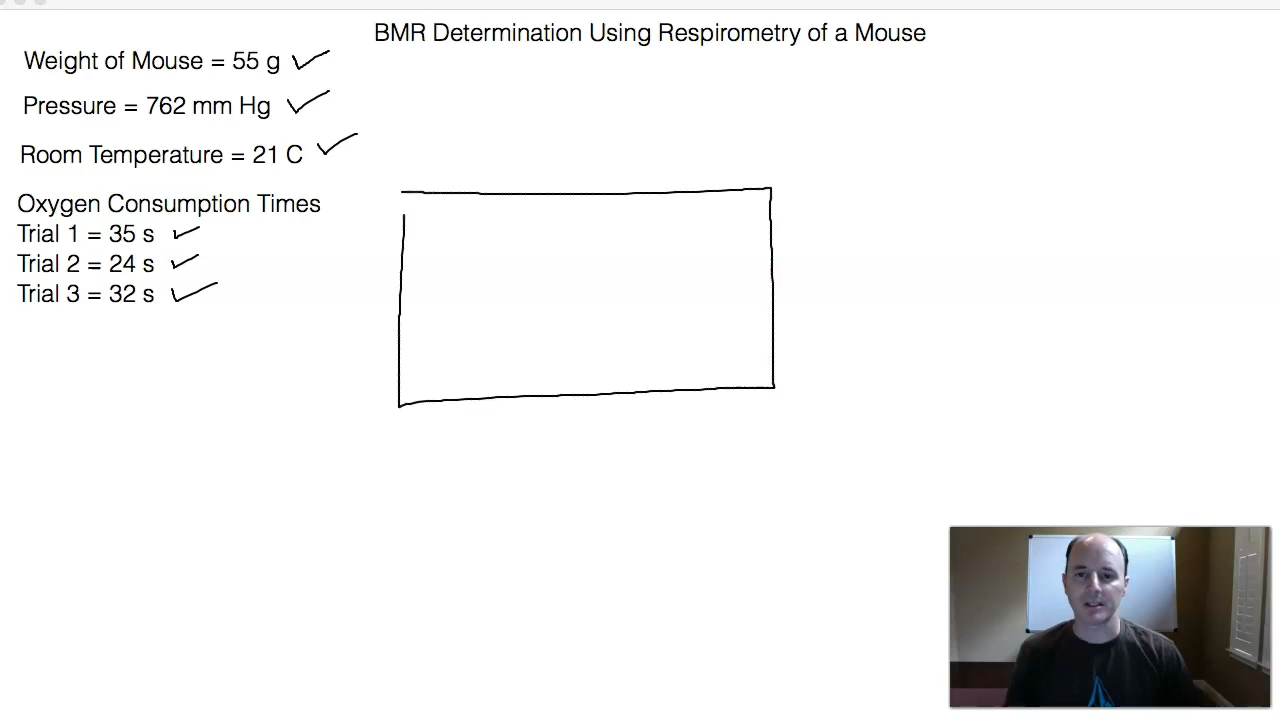 BMR Determination Using Respirometry of a Mouse
Weight of Mouse = 55 g
Pressure = 762 mm Hg
Room Temperature = 21 C
Oxygen Consumption Times
Trial 1 = 35 s
Trial 2 = 24 s
Trial 3 = 32 s